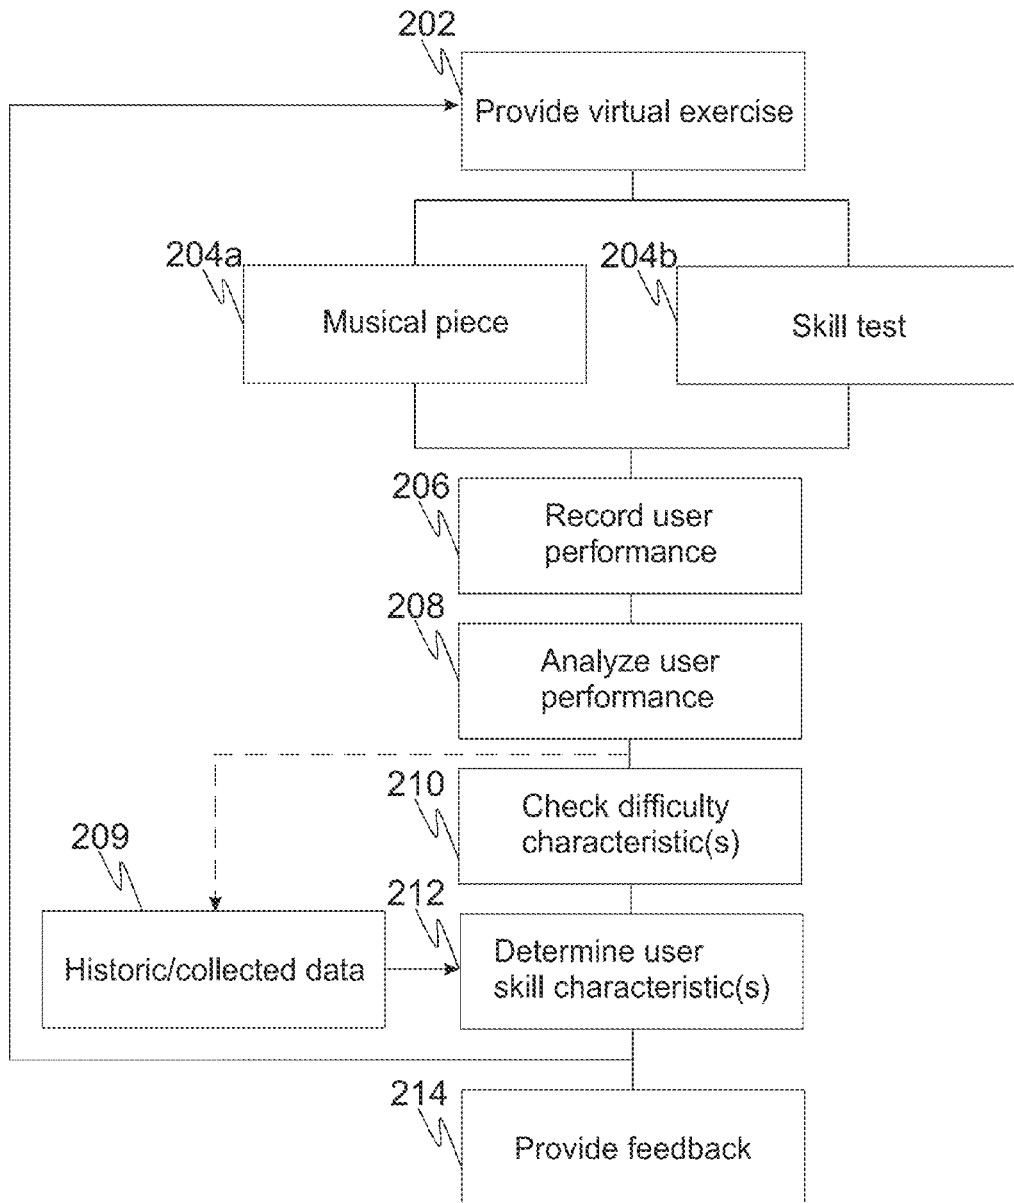 202
Provide virtual exercise
204a
Musical piece
204b
Skill test
206
Record user
performance
208
Analyze user
performance
210
Check difficulty
characteristic(s)
209
Historic/collected data
212
Determine user
skill characteristic(s)
214
Provide feedback